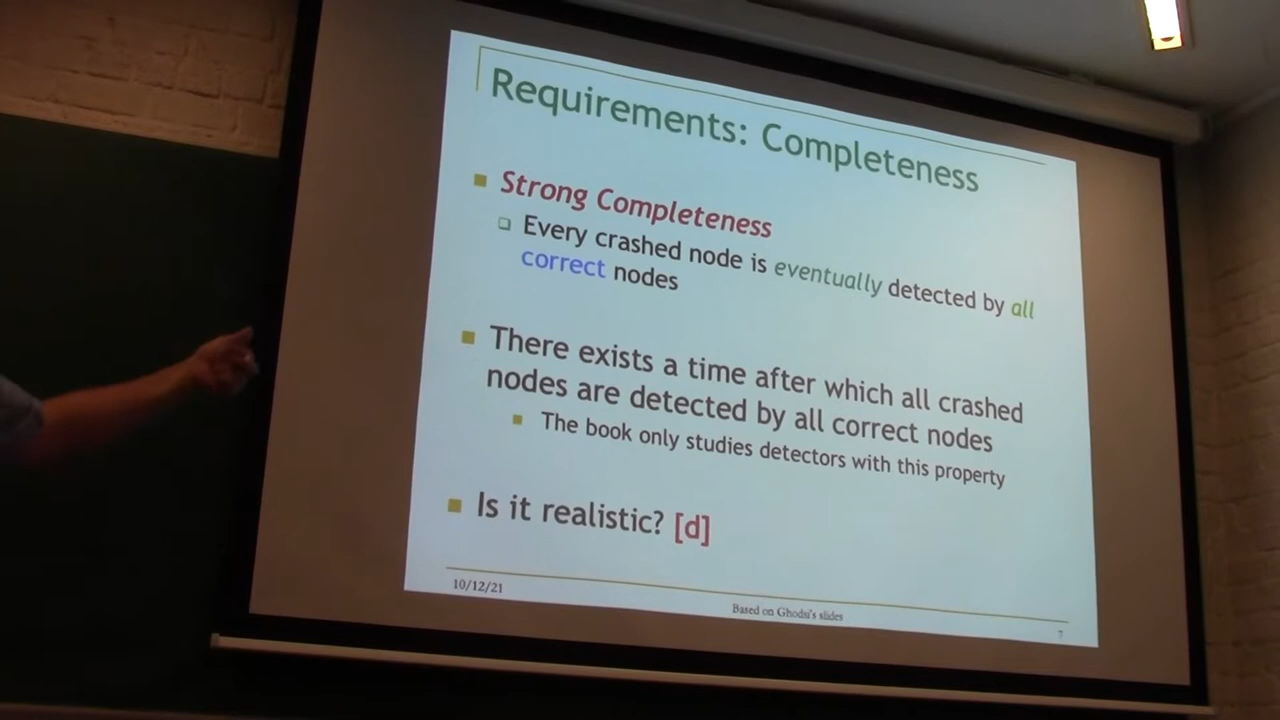 Requirements: Completeness
Strong Completeness
Every crashed node is eventually detected by all
correct nodes
There exists a time after which all crashed
nodes are detected by all correct nodes
The book only studies detectors with this property
Is it realistic? [d]
10/12/21
Based on Ghodsi's slides
7